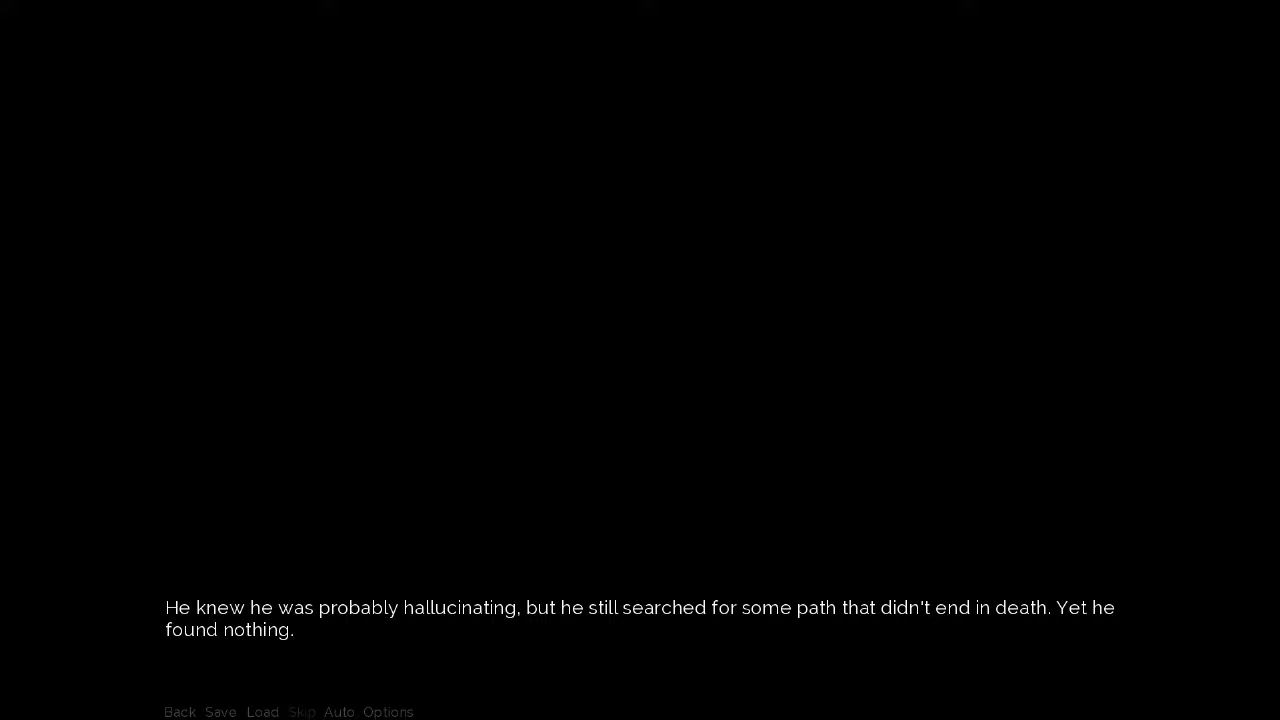 He knew he was probably hallucinating, but he still searched for some path that didn't end in death. Yet he
found nothing.
Back Save Load Skip Auto Options